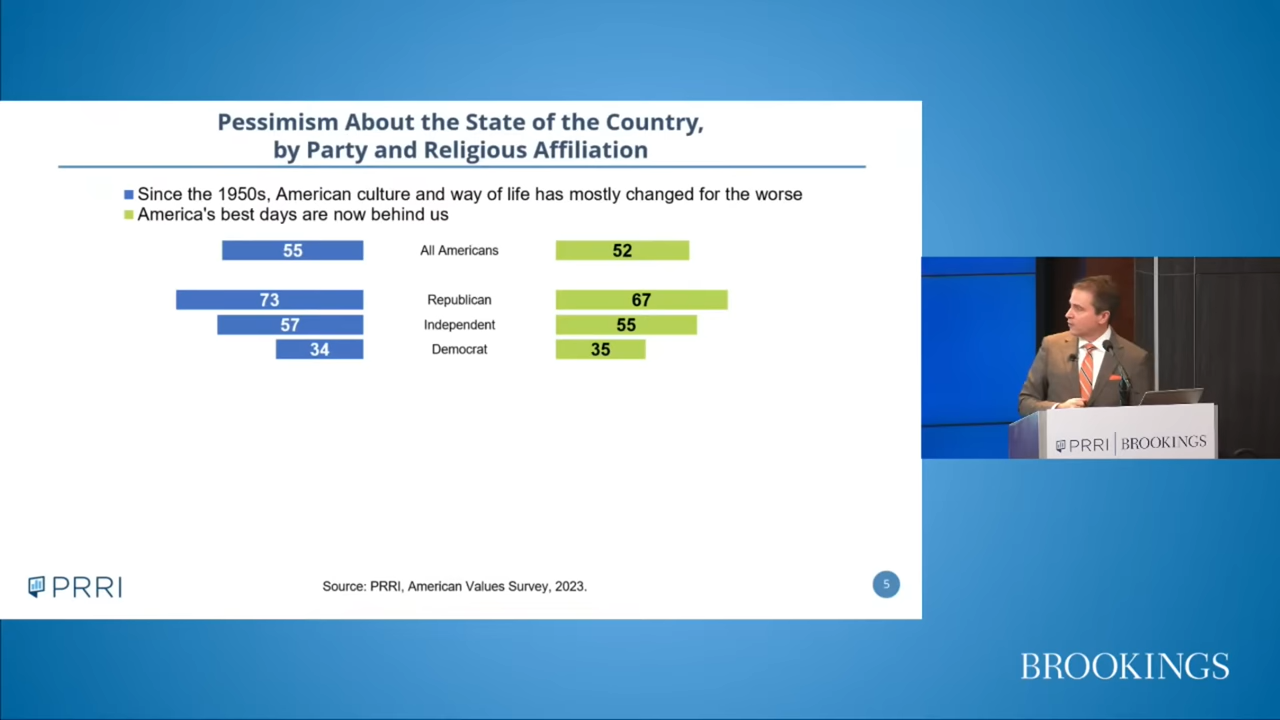 Pessimism About the State of the Country,
by Party and Religious Affiliation
Since the 1950s, American culture and way of life has mostly changed for the worse
America's best days are now behind us
55 All Americans 52
73 Republican 67
57 Independent 55
34 Democrat 35
PRRI
Source: PRRI, American Values Survey, 2023.
5
PRRI | BROOKINGS
BROOKINGS